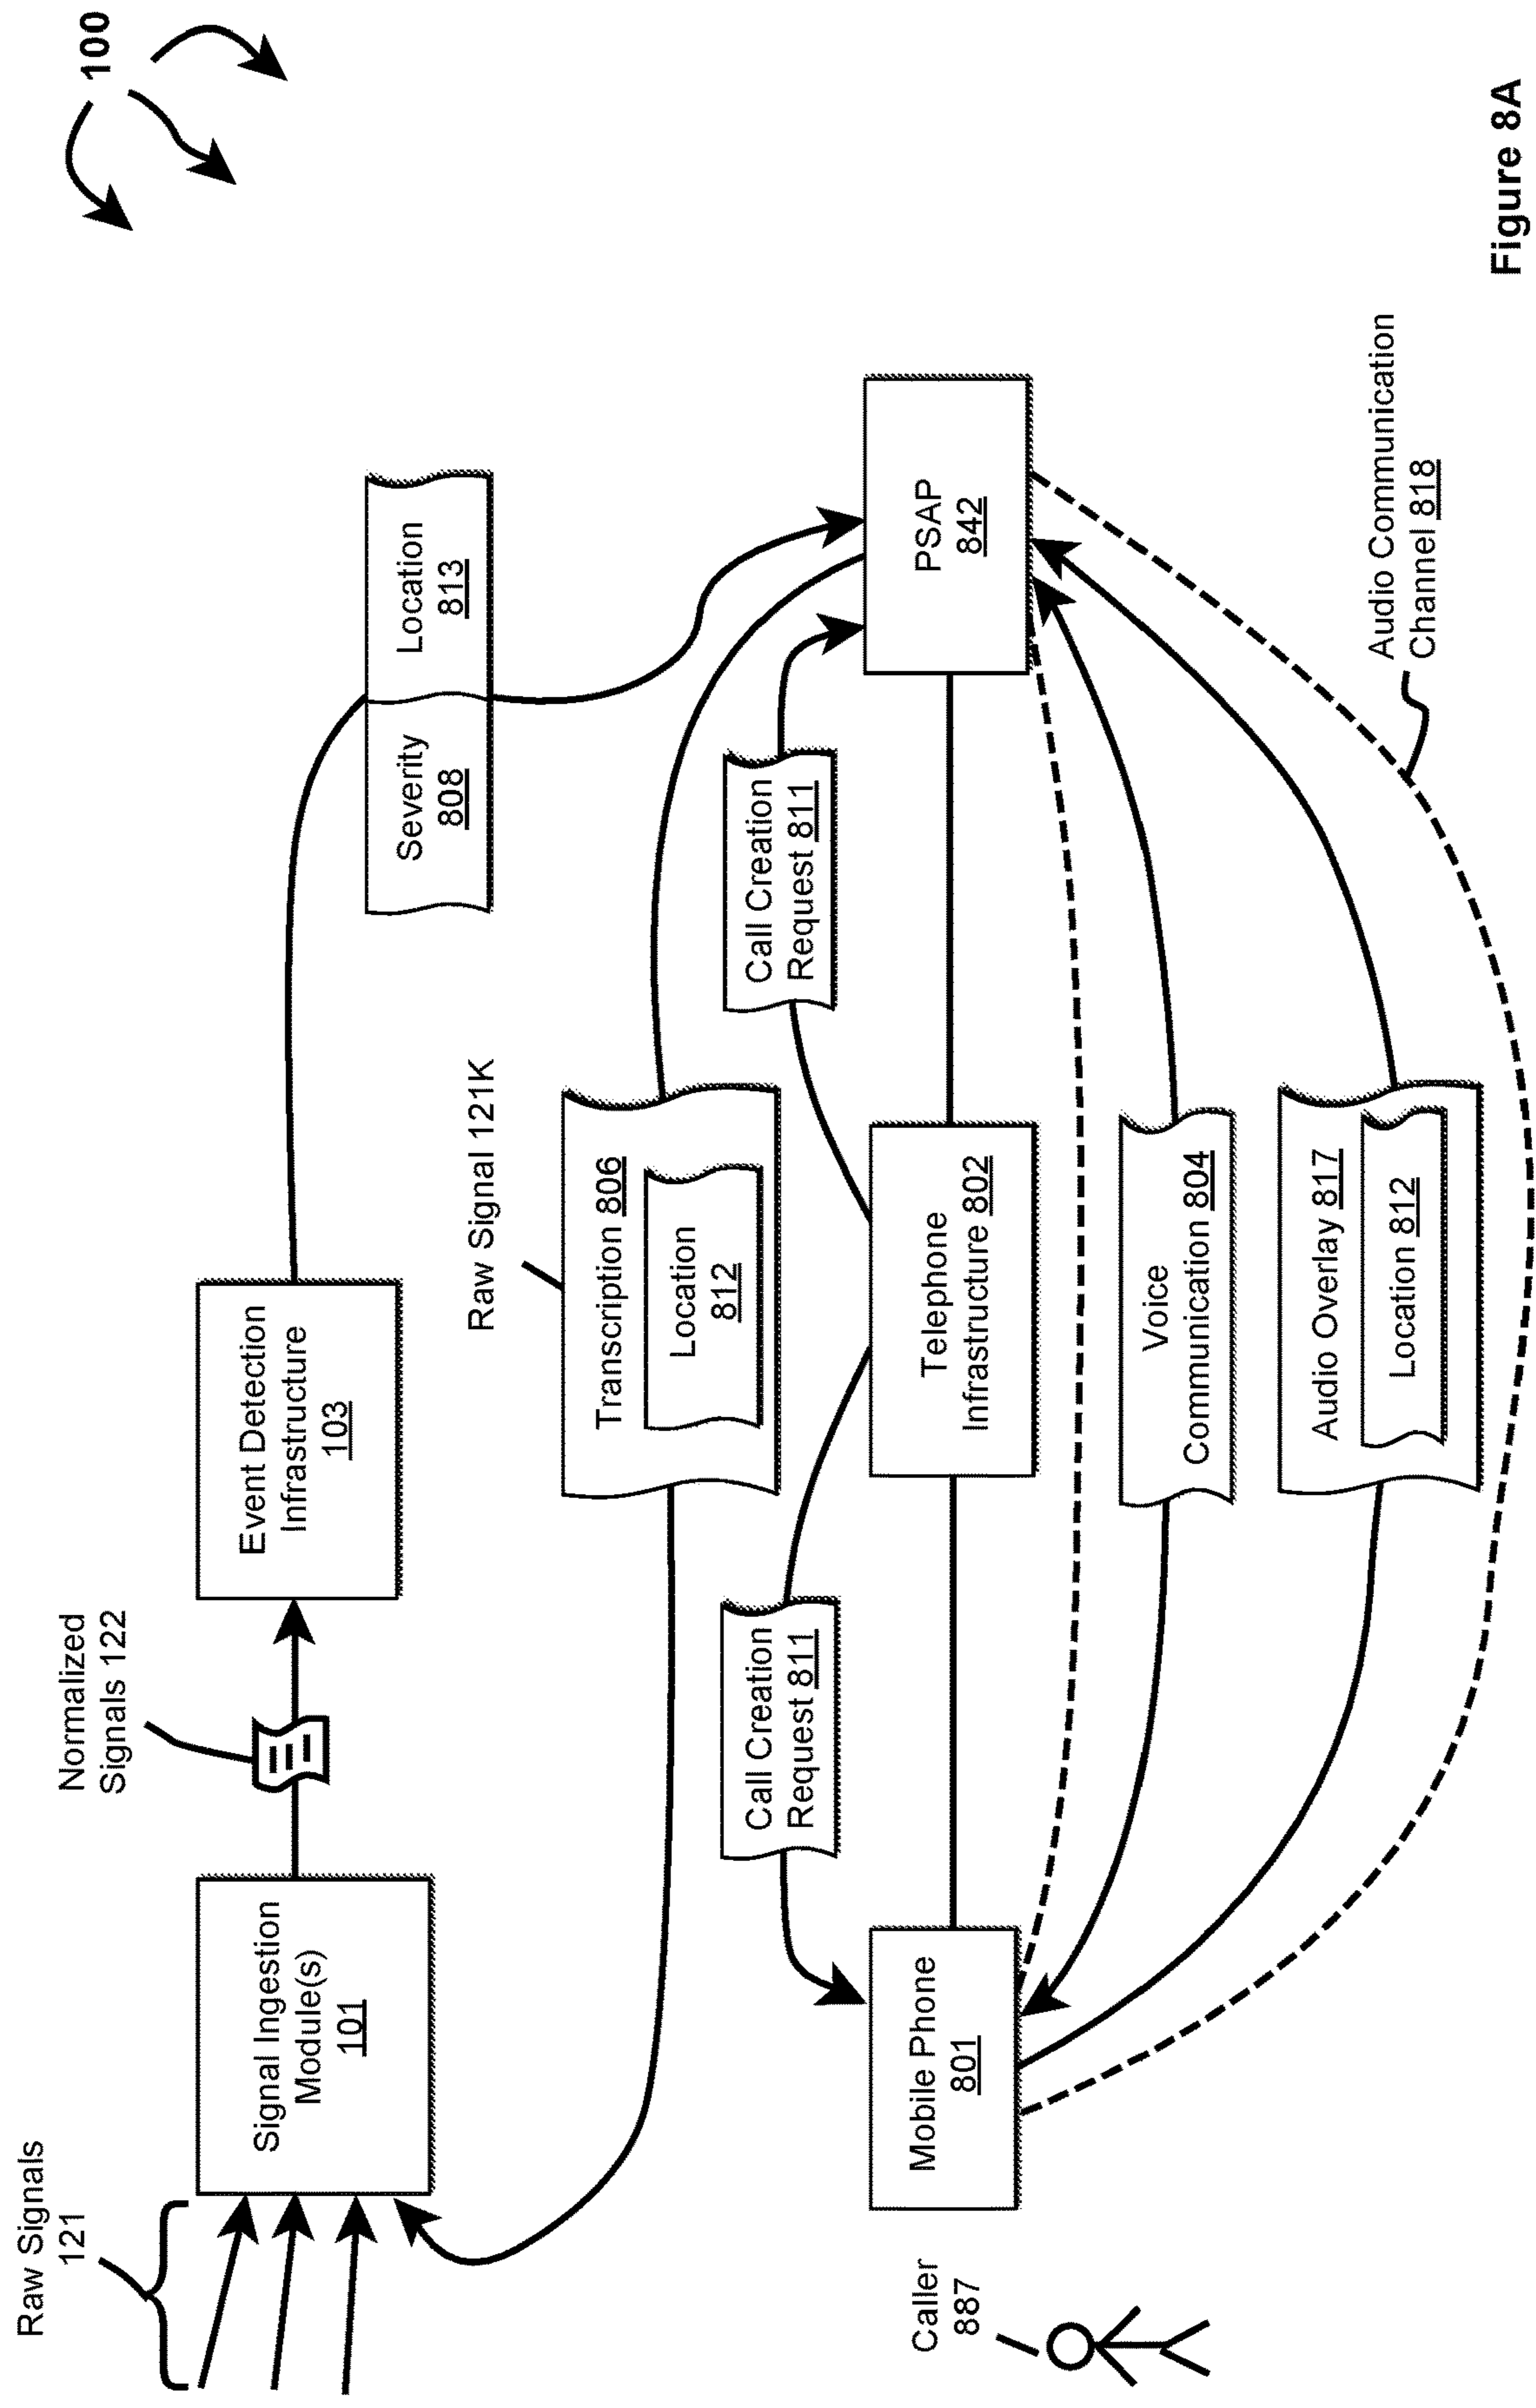 100
Raw Signals
121
Signal Ingestion
Module(s)
101
Normalized
Signals 122
Event Detection
Infrastructure
103
Severity
808
Location
813
Raw Signal 121K
Transcription 806
Location
812
Call Creation
Request 811
Call Creation
Request 811
Caller
887
Mobile Phone
801
Telephone
Infrastructure 802
PSAP
842
Voice
Communication 804
Audio Overlay 817
Location 812
Audio Communication
Channel 818
Figure 8A